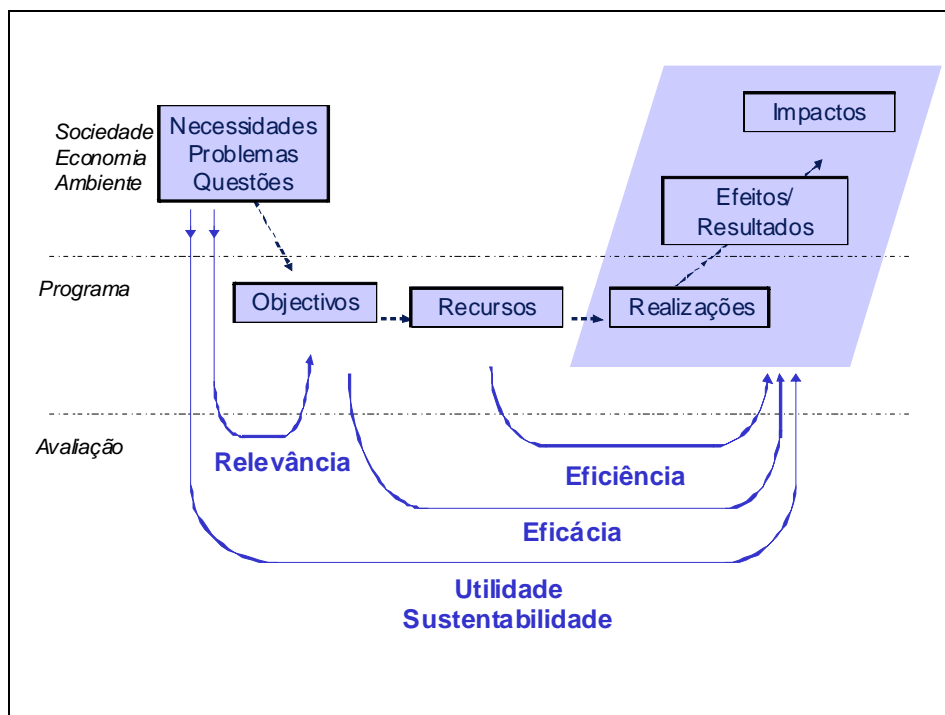 Sociedade
Economia
Ambiente
Necessidades
Problemas
Questões
Impactos
Efeitos/
Resultados
Programa
Objectivos
Recursos
Realizações
Avaliação
Relevância
Eficiência
Eficácia
Utilidade
Sustentabilidade